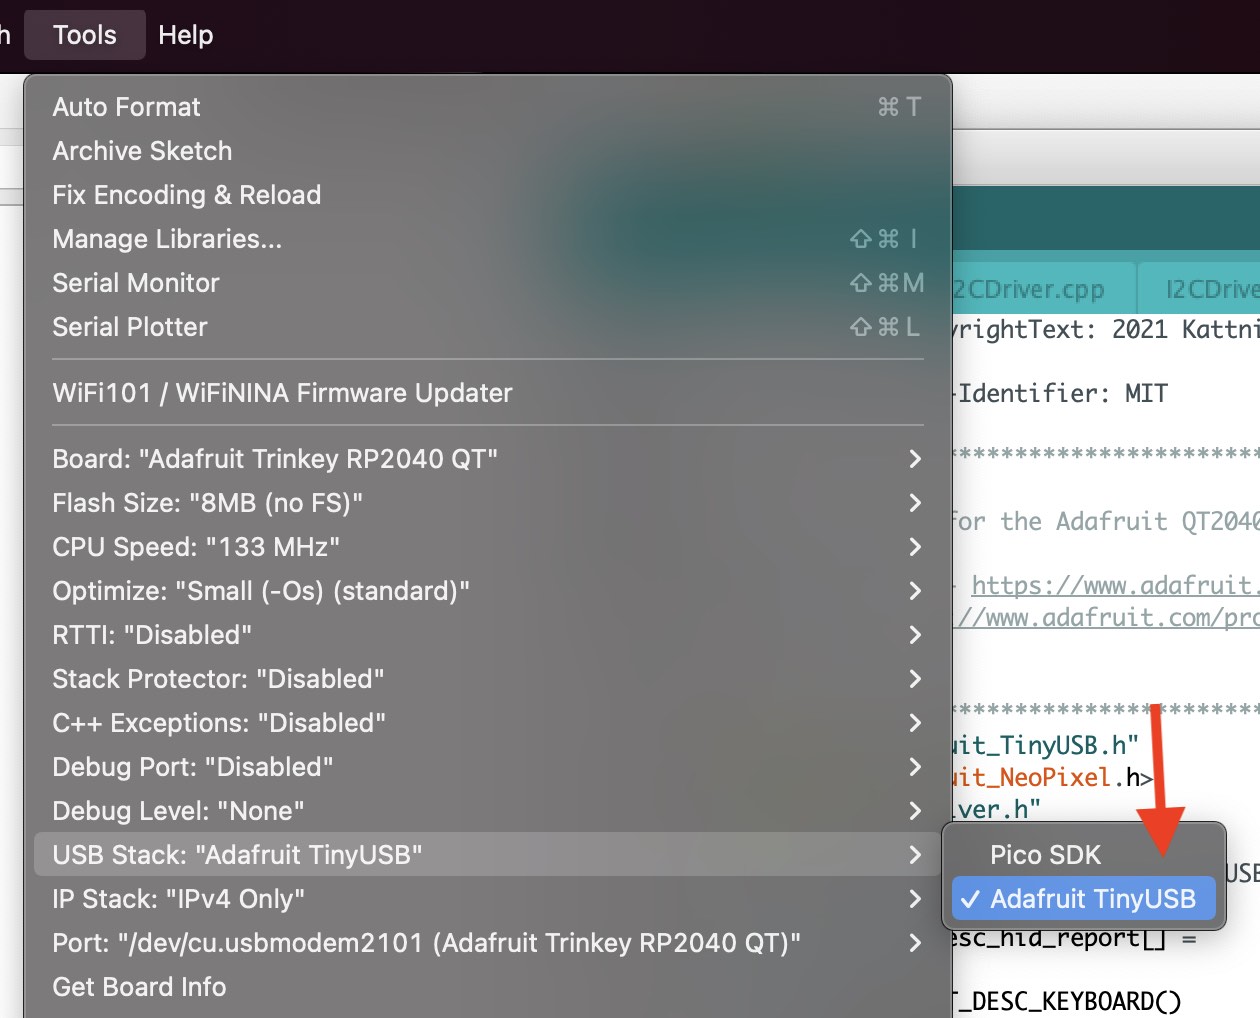 Tools Help
Auto Format ⌘ T
Archive Sketch
Fix Encoding & Reload
Manage Libraries... ⇧ ⌘ I
Serial Monitor ⇧ ⌘ M
Serial Plotter ⇧ ⌘ L
WiFi101 / WiFiNINA Firmware Updater
Board: "Adafruit Trinkey RP2040 QT"
Flash Size: "8MB (no FS)"
CPU Speed: "133 MHz"
Optimize: "Small (-Os) (standard)"
RTTI: "Disabled"
Stack Protector: "Disabled"
C++ Exceptions: "Disabled"
Debug Port: "Disabled"
Debug Level: "None"
USB Stack: "Adafruit TinyUSB"
IP Stack: "IPv4 Only"
Port: "/dev/cu.usbmodem2101 (Adafruit Trinkey RP2040 QT)"
Get Board Info
Pico SDK
✓ Adafruit TinyUSB
2CDriver.cpp I2CDrive
yrightText: 2021 Kattni
-Identifier: MIT
*************************
for the Adafruit QT2040
- https://www.adafruit.
//www.adafruit.com/pro
*************************
uit_TinyUSB.h"
uit_NeoPixel.h>
iver.h"
USB
esc_hid_report[] =
T_DESC_KEYBOARD()